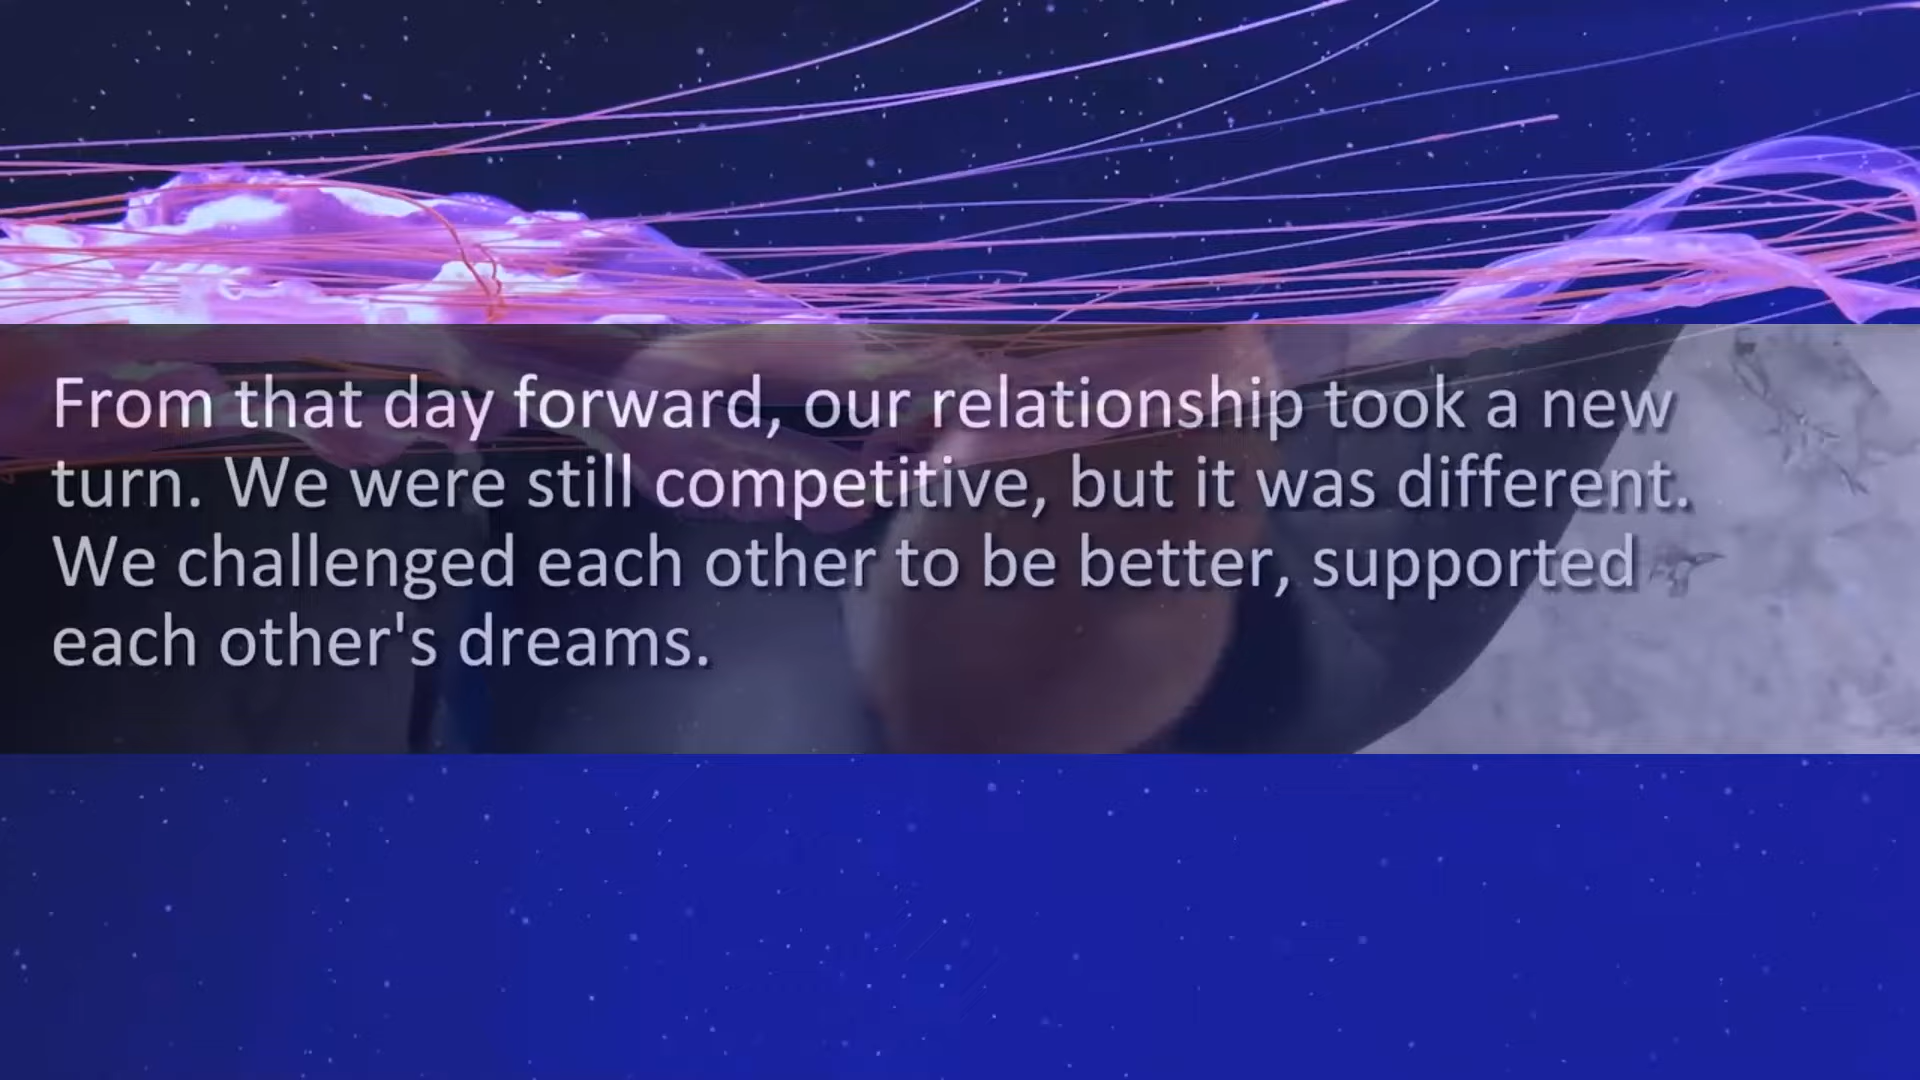 From that day forward, our relationship took a new
turn. We were still competitive, but it was different.
We challenged each other to be better, supported
each other's dreams.